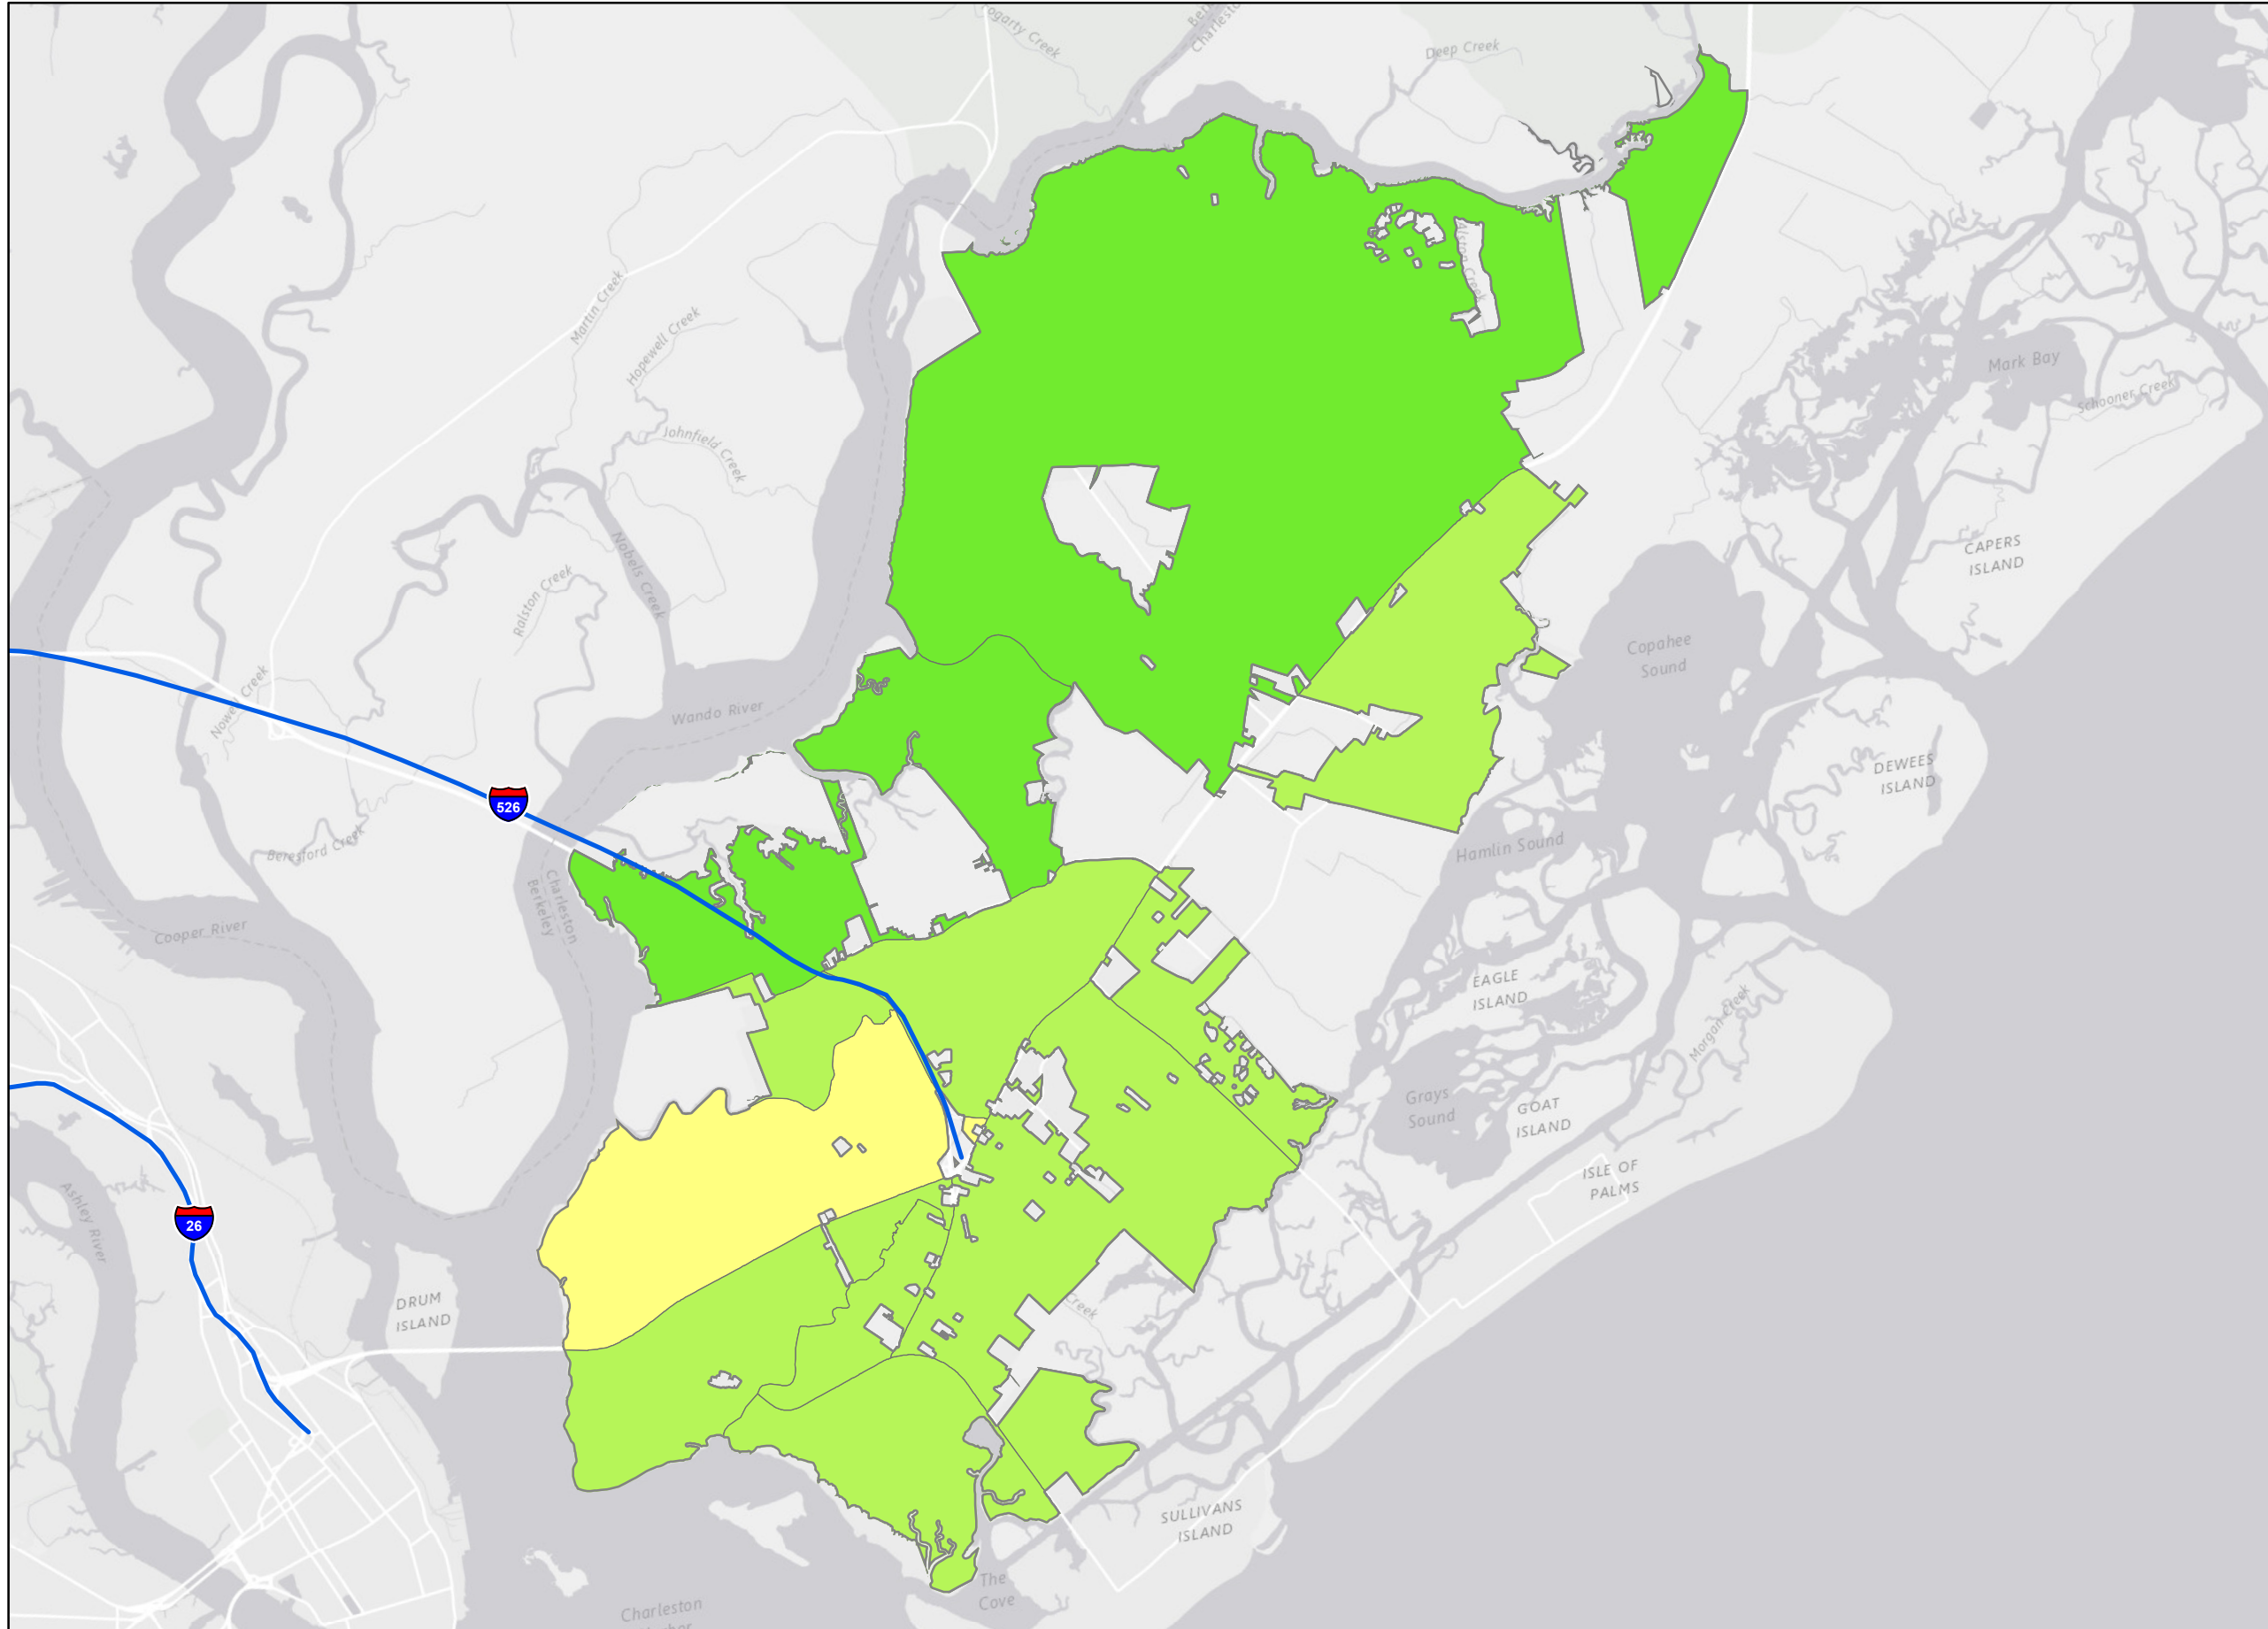 Fogarty Creek
Charleston
Deep Creek
Alston Creek
Martin Creek
Hopewell Creek
Johnfield Creek
Mark Bay
Schooner Creek
Nobels Creek
Ralston Creek
CAPERS
ISLAND
Copahee
Sound
Nowell Creek
Wando River
526
DEWEES
ISLAND
Beresford Creek
Hamlin Sound
Charleston
Berkeley
Cooper River
EAGLE
ISLAND
Morgan Creek
Grays
Sound
GOAT
ISLAND
ISLE OF
PALMS
Ashley River
26
DRUM
ISLAND
Creek
SULLIVANS
ISLAND
The
Cove
Charleston